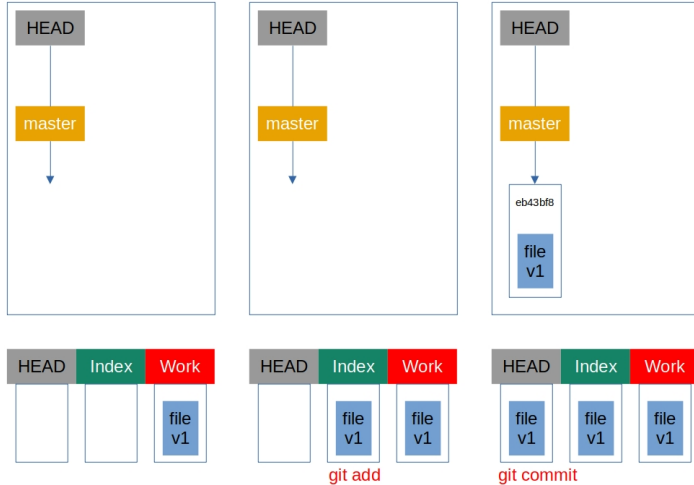 HEAD
master
HEAD
master
HEAD
master
eb43bf8
file
v1
HEAD Index Work
file
v1
HEAD Index Work
file
v1
file
v1
git add
HEAD Index Work
file
v1
file
v1
file
v1
git commit